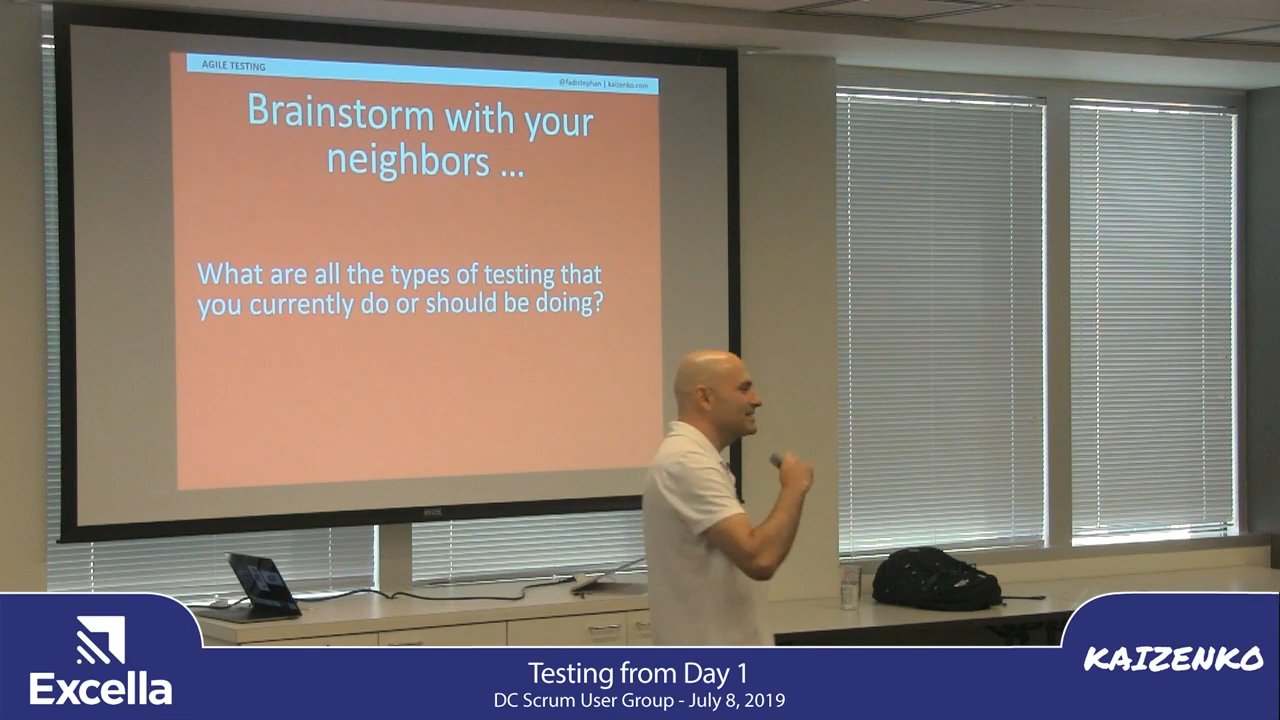 AGILE TESTING
@fadistephan | kaizenko.com
Brainstorm with your
neighbors ...
What are all the types of testing that
you currently do or should be doing?
Excella
Testing from Day 1
DC Scrum User Group - July 8, 2019
KAIZENKO